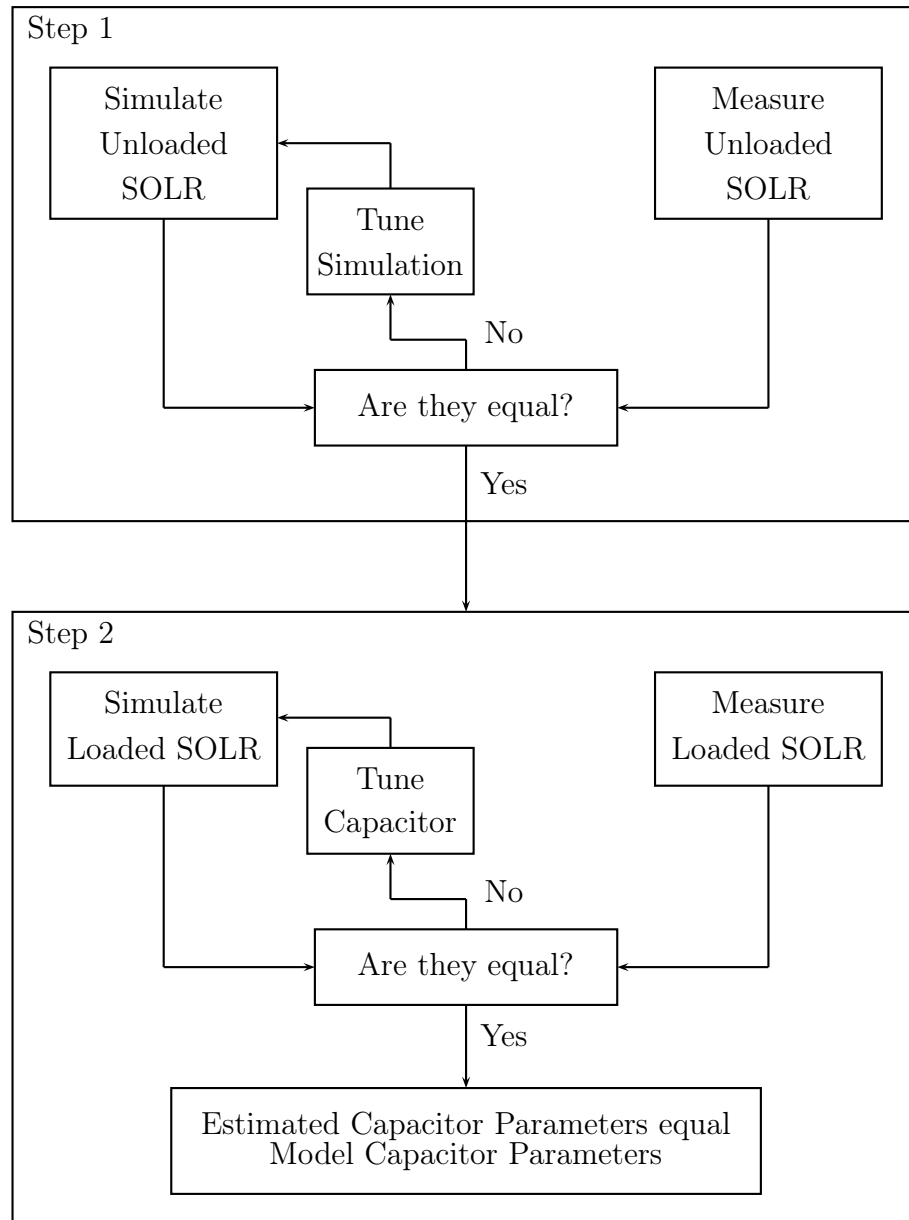 Step 1
Simulate
Unloaded
SOLR
Measure
Unloaded
SOLR
Tune
Simulation
No
Are they equal?
Yes
Step 2
Simulate
Loaded SOLR
Measure
Loaded SOLR
Tune
Capacitor
No
Are they equal?
Yes
Estimated Capacitor Parameters equal
Model Capacitor Parameters